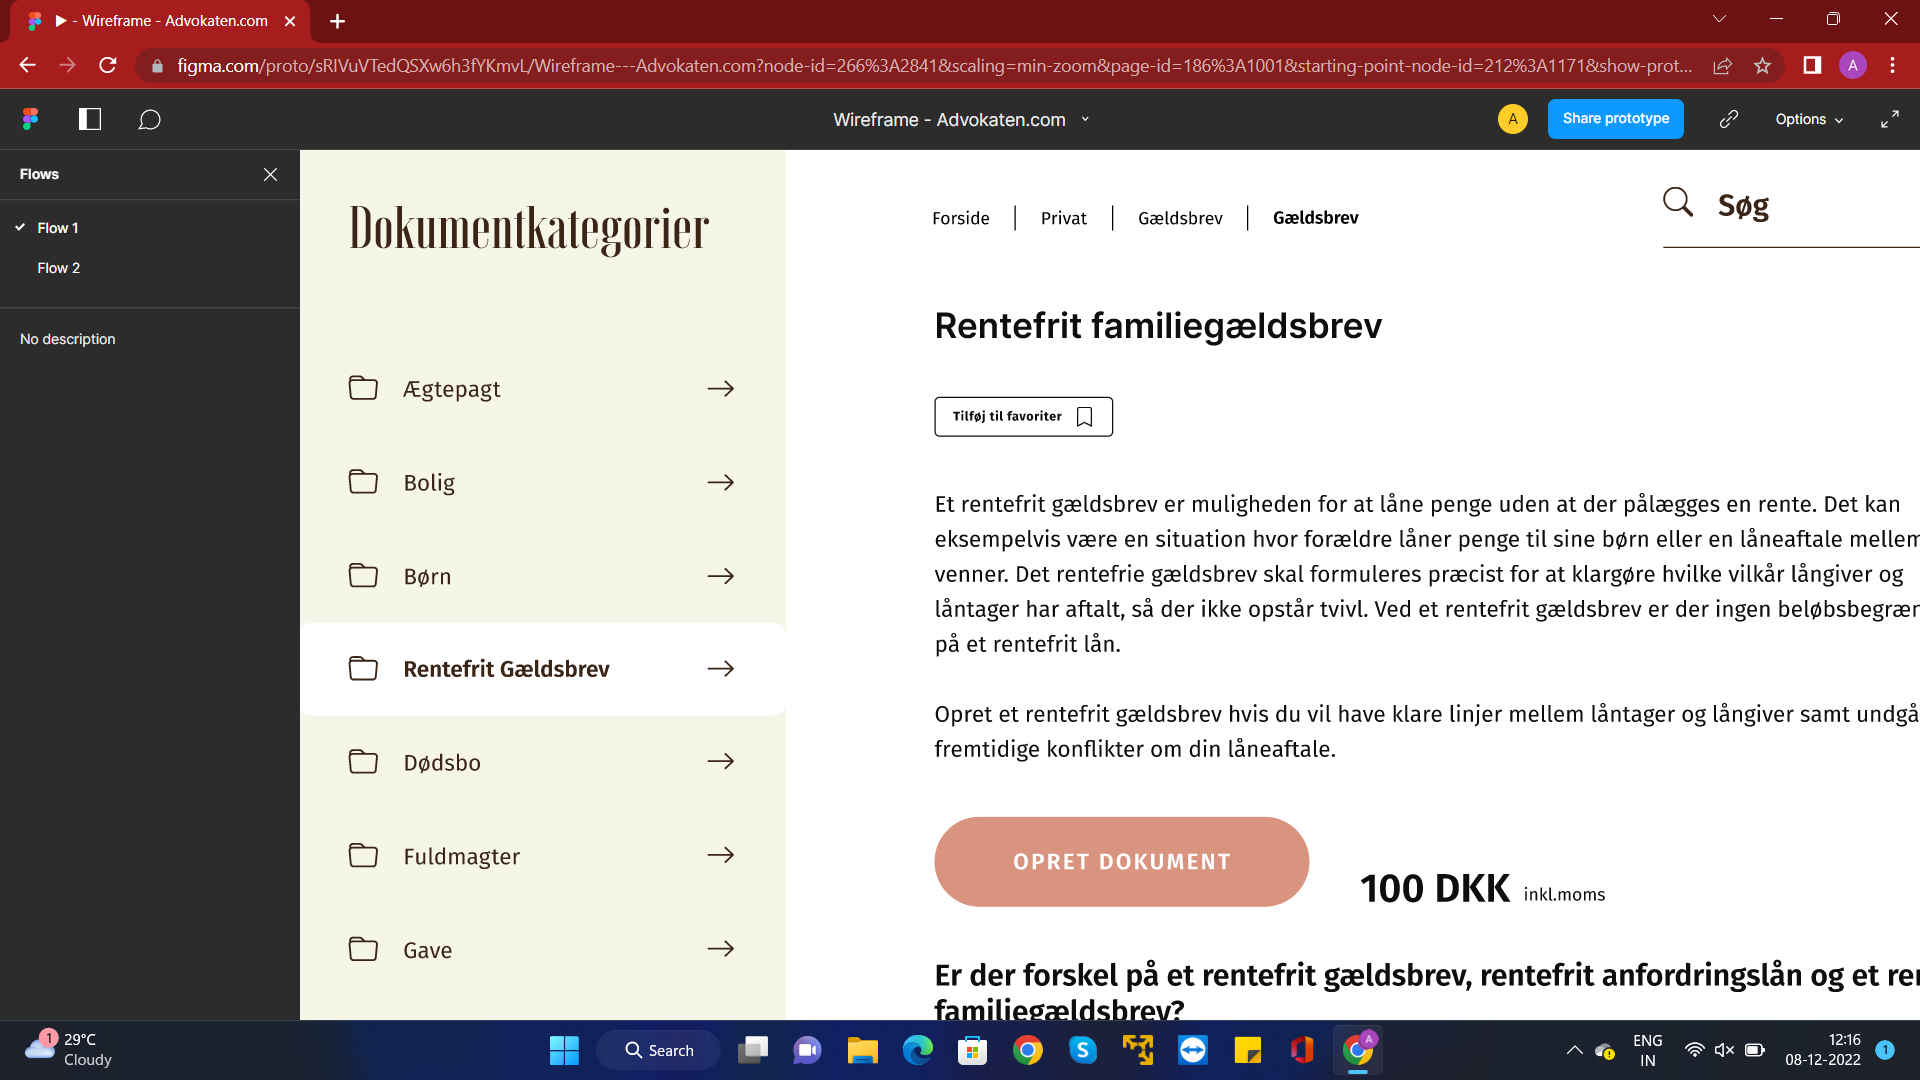 ▶ - Wireframe - Advokaten.com
figma.com/proto/sRIVuVTedQSXw6h3fYKmvL/Wireframe---Advokaten.com?node-id=266%3A2841&scaling=min-zoom&page-id=186%3A1001&starting-point-node-id=212%3A1171&show-prot...
A
Wireframe - Advokaten.com
A
Share prototype
Options
Flows
Flow 1
Flow 2
No description
Dokumentkategorier
Ægtepagt
Bolig
Børn
Rentefrit Gældsbrev
Dødsbo
Fuldmagter
Gave
Forside | Privat | Gældsbrev | Gældsbrev
Søg
Rentefrit familiegældsbrev
Tilføj til favoriter
Et rentefrit gældsbrev er muligheden for at låne penge uden at der pålægges en rente. Det kan
eksempelvis være en situation hvor forældre låner penge til sine børn eller en låneaftale mellem
venner. Det rentefrie gældsbrev skal formuleres præcist for at klargøre hvilke vilkår långiver og
låntager har aftalt, så der ikke opstår tvivl. Ved et rentefrit gældsbrev er der ingen beløbsbegræn
på et rentefrit lån.
Opret et rentefrit gældsbrev hvis du vil have klare linjer mellem låntager og långiver samt undgå
fremtidige konflikter om din låneaftale.
OPRET DOKUMENT
100 DKK inkl.moms
Er der forskel på et rentefrit gældsbrev, rentefrit anfordringslån og et ren
familiegældsbrev?
1
29°C
Cloudy
Search
A
ENG
IN
12:16
08-12-2022
1